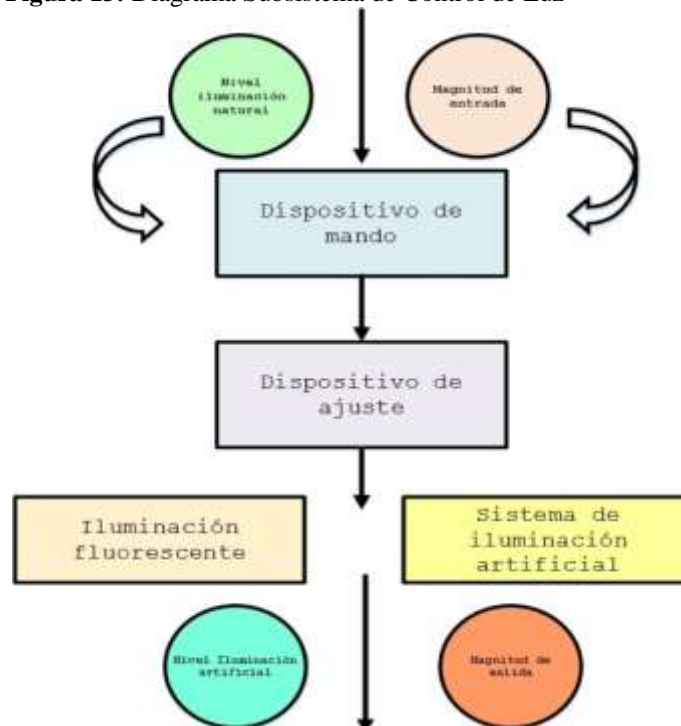 Figura 15: Diagrama Subsistema de Control de Luz
Nivel
iluminación
natural
Magnitud de
entrada
Dispositivo de
mando
Dispositivo de
ajuste
Iluminación
fluorescente
Sistema de
iluminación
artificial
Nivel Iluminación
artificial
Magnitud de
salida